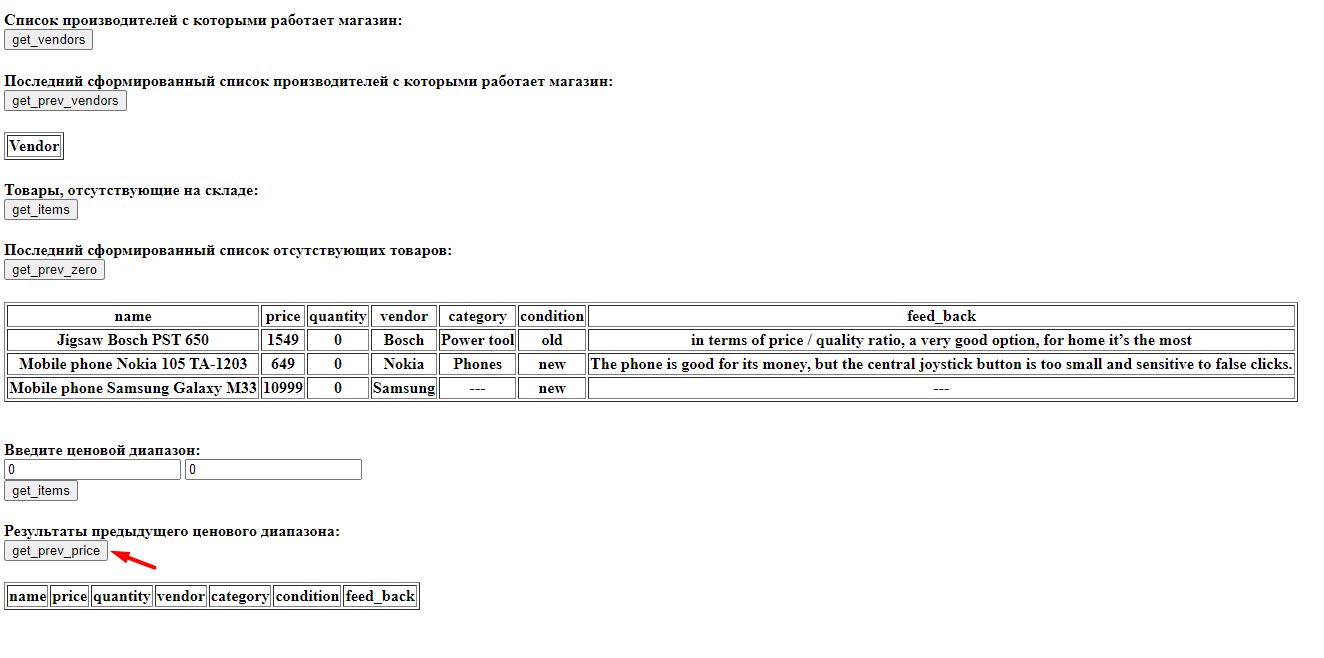 Список производителей с которыми работает магазин:
get_vendors
Последний сформированный список производителей с которыми работает магазин:
get_prev_vendors
Vendor
Товары, отсутствующие на складе:
get_items
Последний сформированный список отсутствующих товаров:
get_prev_zero
name price quantity vendor category condition feed_back
Jigsaw Bosch PST 650 1549 0 Bosch Power tool old in terms of price / quality ratio, a very good option, for home it’s the most
Mobile phone Nokia 105 TA-1203 649 0 Nokia Phones new The phone is good for its money, but the central joystick button is too small and sensitive to false clicks.
Mobile phone Samsung Galaxy M33 10999 0 Samsung --- new ---
Введите ценовой диапазон:
0 0
get_items
Результаты предыдущего ценового диапазона:
get_prev_price
name price quantity vendor category condition feed_back